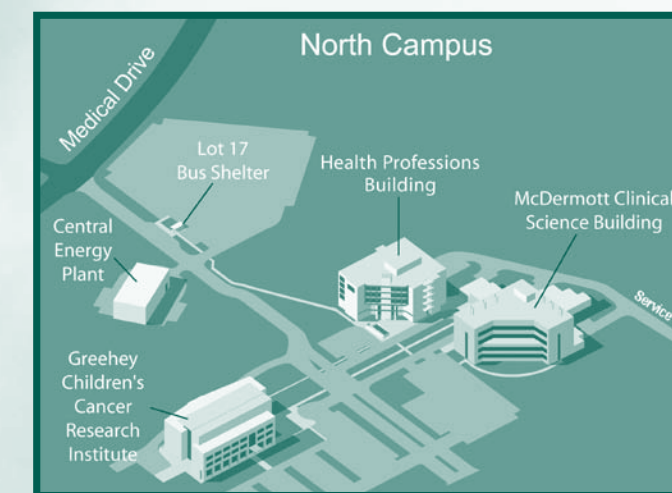 North Campus
Medical Drive
Lot 17
Bus Shelter
Health Professions
Building
McDermott Clinical
Science Building
Central
Energy
Plant
Service
Greehey
Children's
Cancer
Research
Institute